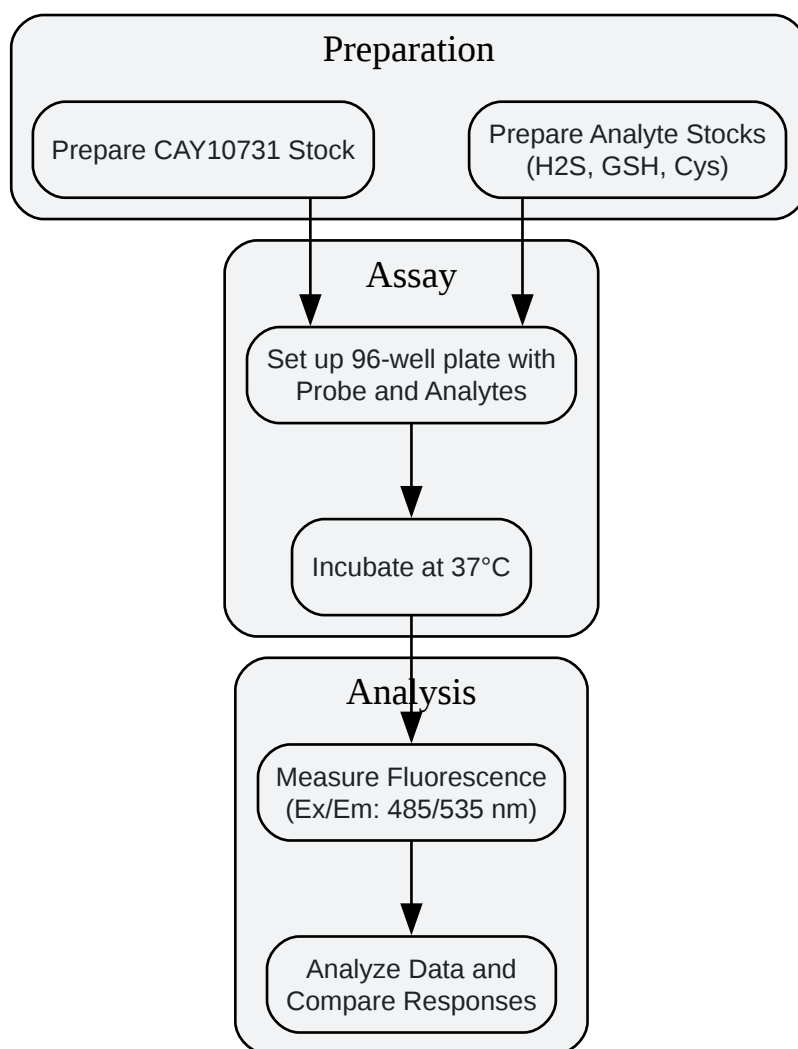 Preparation
Prepare CAY10731 Stock
Prepare Analyte Stocks
(H2S, GSH, Cys)
Assay
Set up 96-well plate with
Probe and Analytes
Incubate at 37°C
Analysis
Measure Fluorescence
(Ex/Em: 485/535 nm)
Analyze Data and
Compare Responses